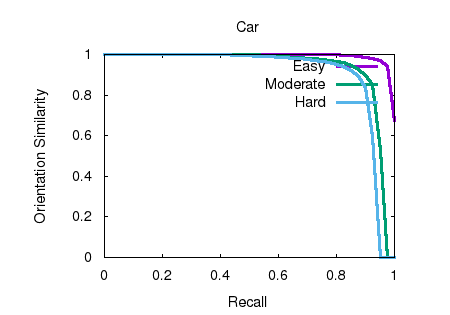 Car
Orientation Similarity
1
0.8
0.6
0.4
0.2
0
Easy
Moderate
Hard
0 0.2 0.4 0.6 0.8 1
Recall